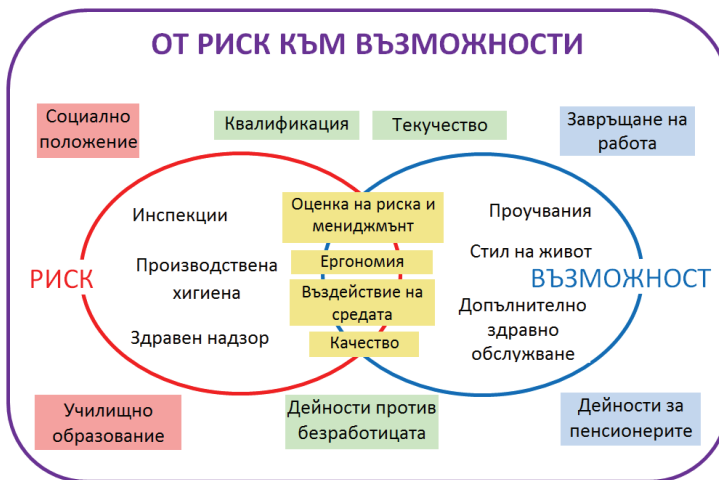 ОТ РИСК КЪМ ВЪЗМОЖНОСТИ
Социално
положение
Квалификация
Текучество
Завръщане на
работа
Инспекции
Оценка на риска и
мениджмънт
Проучвания
РИСК
Производствена
хигиена
Ергономия
Стил на живот
ВЪЗМОЖНОСТ
Въздействие на
средата
Допълнително
здравно
обслужване
Здравен надзор
Качество
Училищно
образование
Дейности против
безработицата
Дейности за
пенсионерите